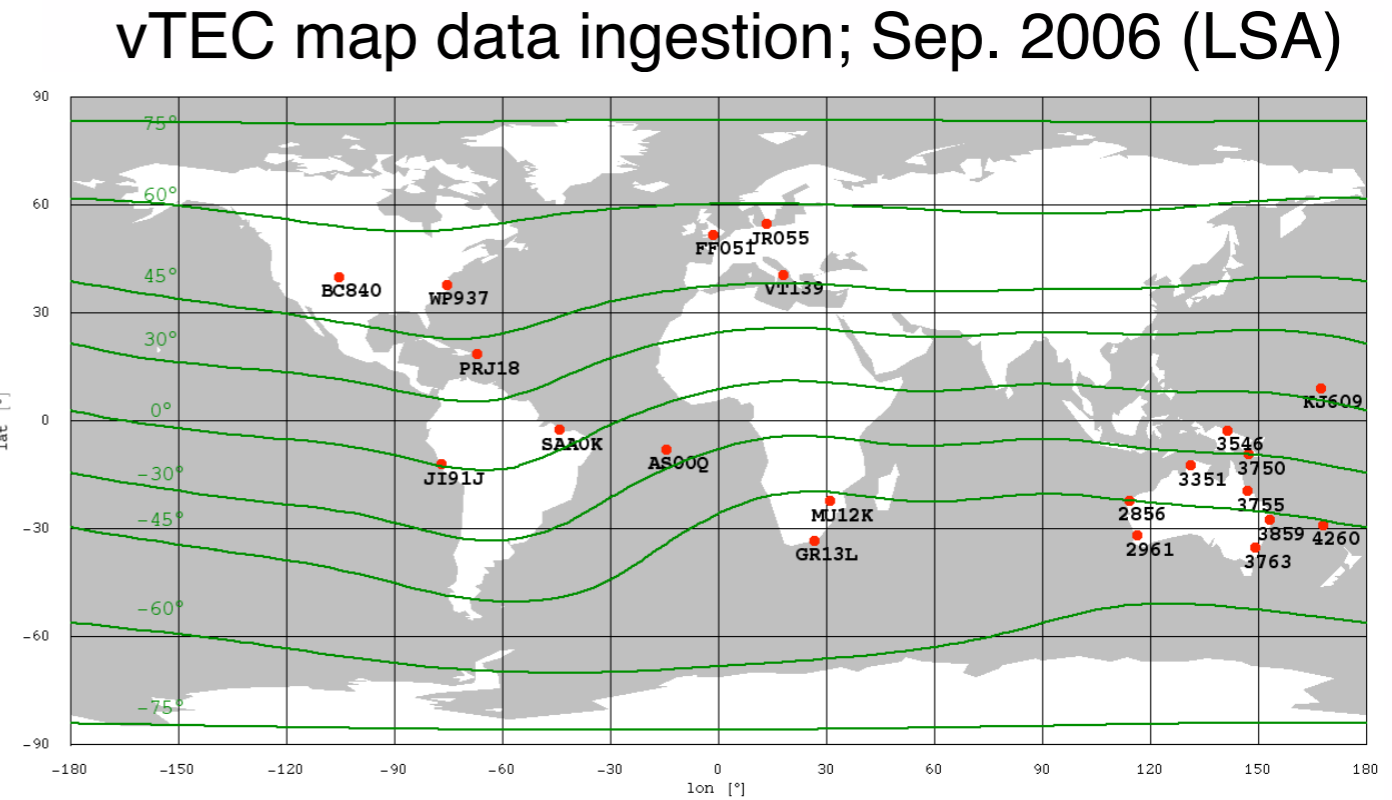 vTEC map data ingestion; Sep. 2006 (LSA)
90
75°
60°
60
FF051
JR055
45°
BC840
WP937
VT139
30
30°
PRJ18
KJ609
0°
0
SAA0K
3546
AS00Q
3750
JI91J
3351
-30°
3755
MU12K
2856
-45°
-30
3859
4260
GR13L
2961
3763
-60°
-60
-75°
-90
lat [°]
-180 -150 -120 -90 -60 -30 0 30 60 90 120 150 180
lon [°]